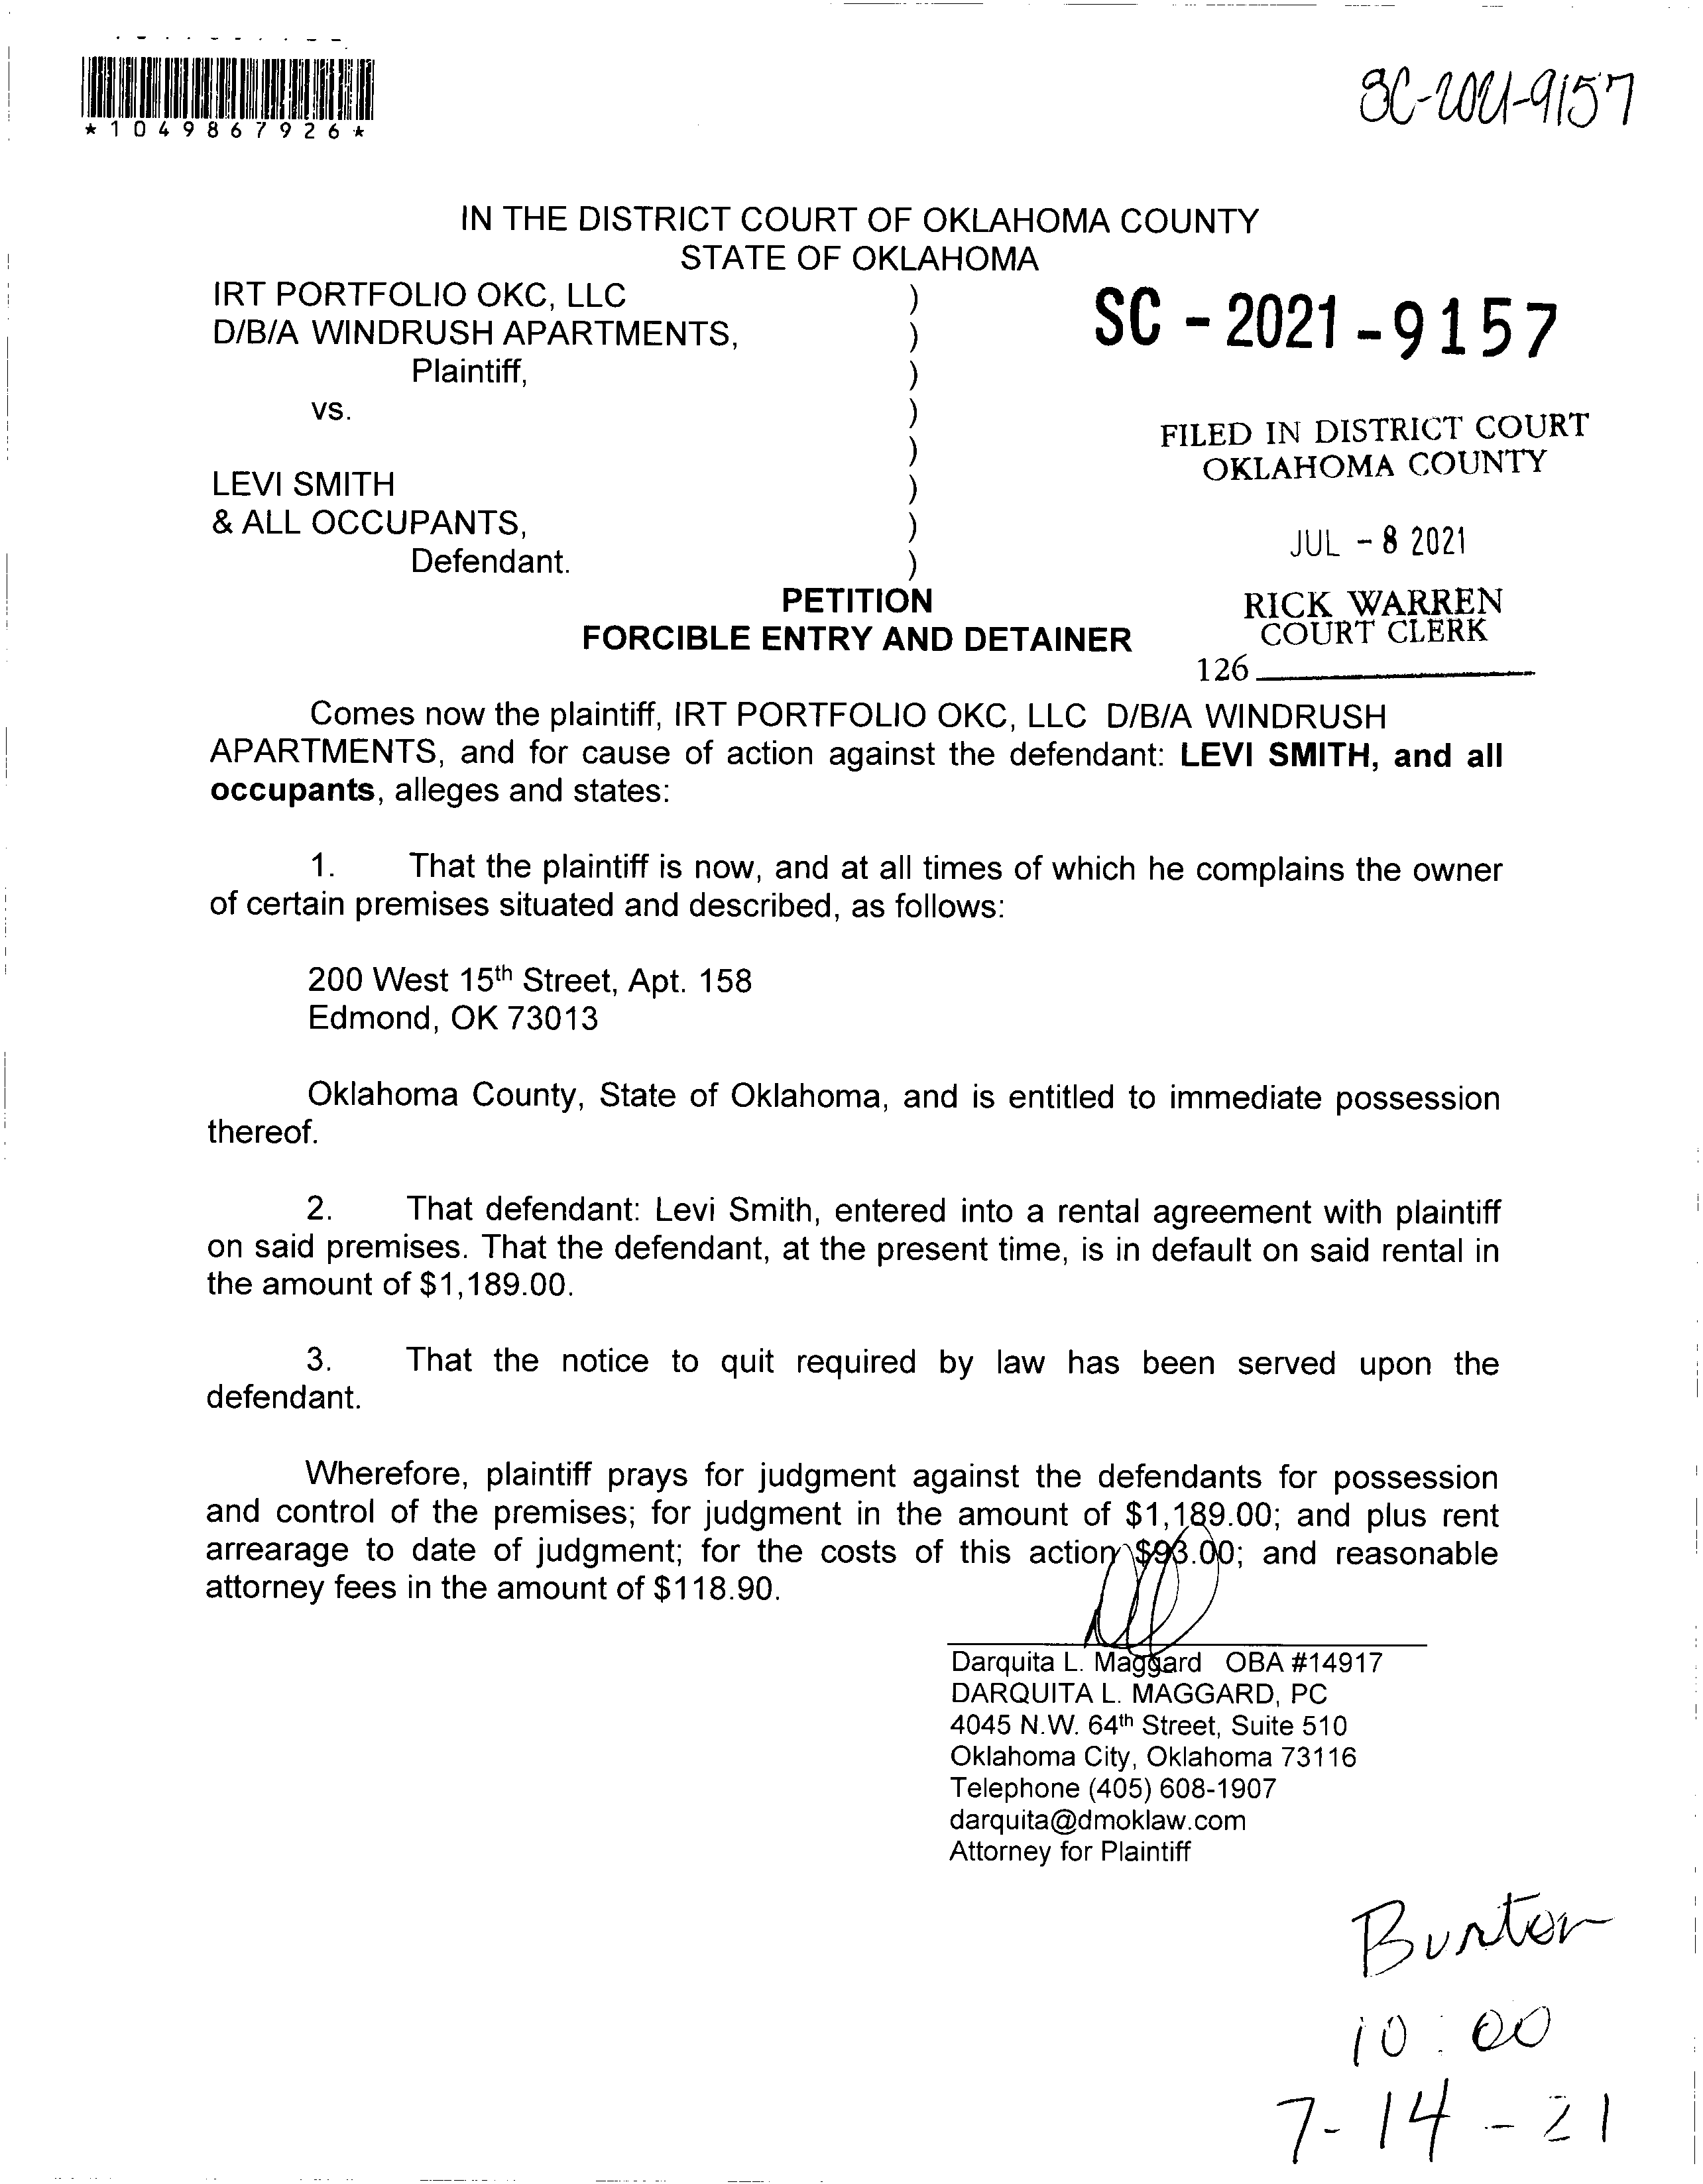 *1049867926*
SC-2021-9157
IN THE DISTRICT COURT OF OKLAHOMA COUNTY
STATE OF OKLAHOMA
IRT PORTFOLIO OKC, LLC )
D/B/A WINDRUSH APARTMENTS, )
Plaintiff, )
vs. )
)
LEVI SMITH )
& ALL OCCUPANTS, )
Defendant. )
SC - 2021 - 9157
FILED IN DISTRICT COURT
OKLAHOMA COUNTY
JUL - 8 2021
RICK WARREN
COURT CLERK
126
PETITION
FORCIBLE ENTRY AND DETAINER
Comes now the plaintiff, IRT PORTFOLIO OKC, LLC D/B/A WINDRUSH
APARTMENTS, and for cause of action against the defendant: LEVI SMITH, and all
occupants, alleges and states:
1. That the plaintiff is now, and at all times of which he complains the owner
of certain premises situated and described, as follows:
200 West 15th Street, Apt. 158
Edmond, OK 73013
Oklahoma County, State of Oklahoma, and is entitled to immediate possession
thereof.
2. That defendant: Levi Smith, entered into a rental agreement with plaintiff
on said premises. That the defendant, at the present time, is in default on said rental in
the amount of $1,189.00.
3. That the notice to quit required by law has been served upon the
defendant.
Wherefore, plaintiff prays for judgment against the defendants for possession
and control of the premises; for judgment in the amount of $1,189.00; and plus rent
arrearage to date of judgment; for the costs of this action $93.00; and reasonable
attorney fees in the amount of $118.90.
Darquita L. Maggard OBA #14917
DARQUITA L. MAGGARD, PC
4045 N.W. 64th Street, Suite 510
Oklahoma City, Oklahoma 73116
Telephone (405) 608-1907
darquita@dmoklaw.com
Attorney for Plaintiff
Burton
10:00
7-14-21